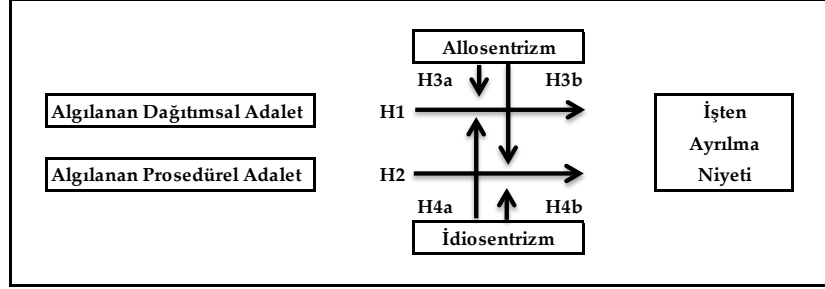 Allosentrizm
H3a H3b
Algılanan Dağıtımsal Adalet H1 İşten
Ayrılma
Algılanan Prosedürel Adalet H2 Niyeti
H4a H4b
İdiosentrizm